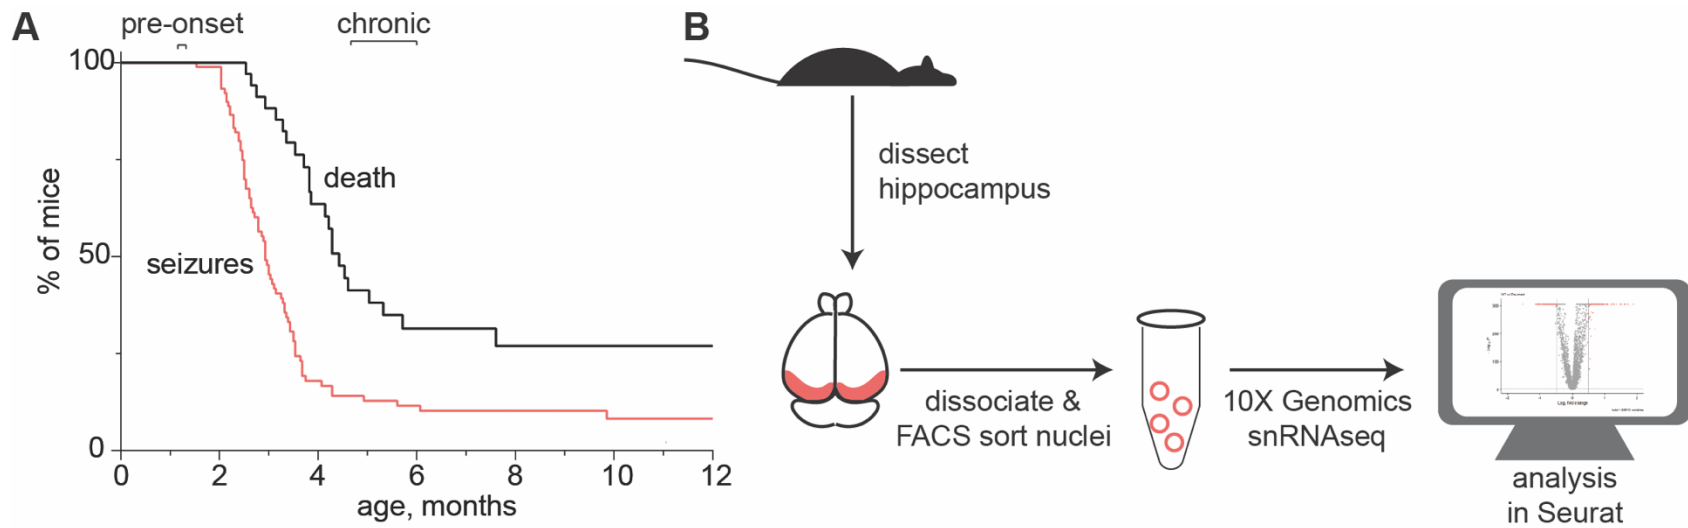 A
pre-onset
chronic
100
50
0
% of mice
death
seizures
0
2
4
6
8
10
12
age, months
B
dissect
hippocampus
dissociate &
FACS sort nuclei
10X Genomics
snRNAseq
analysis
in Seurat